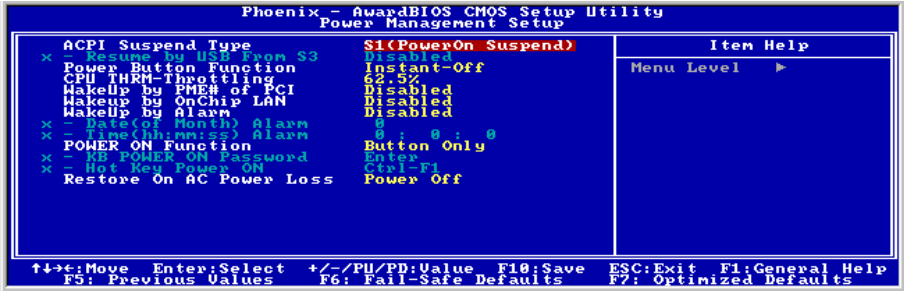 Phoenix - AwardBIOS CMOS Setup Utility
Power Management Setup
ACPI Suspend Type S1(PowerOn Suspend)
x - Resume by USB From S3 Disabled
Power Button Function Instant-Off
CPU THRM-Throttling 62.5%
WakeUp by PME# of PCI Disabled
WakeUp by OnChip LAN Disabled
WakeUp by Alarm Disabled
x - Date(of Month) Alarm 0
x - Time(hh:mm:ss) Alarm 0 : 0 : 0
POWER ON Function Button Only
x - KB POWER ON Password Enter
x - Hot Key Power ON Ctrl-F1
Restore On AC Power Loss Power Off
Item Help
Menu Level ►
↑↓→←:Move Enter:Select +/-/PU/PD:Value F10:Save ESC:Exit F1:General Help
F5: Previous Values F6: Fail-Safe Defaults F7: Optimized Defaults